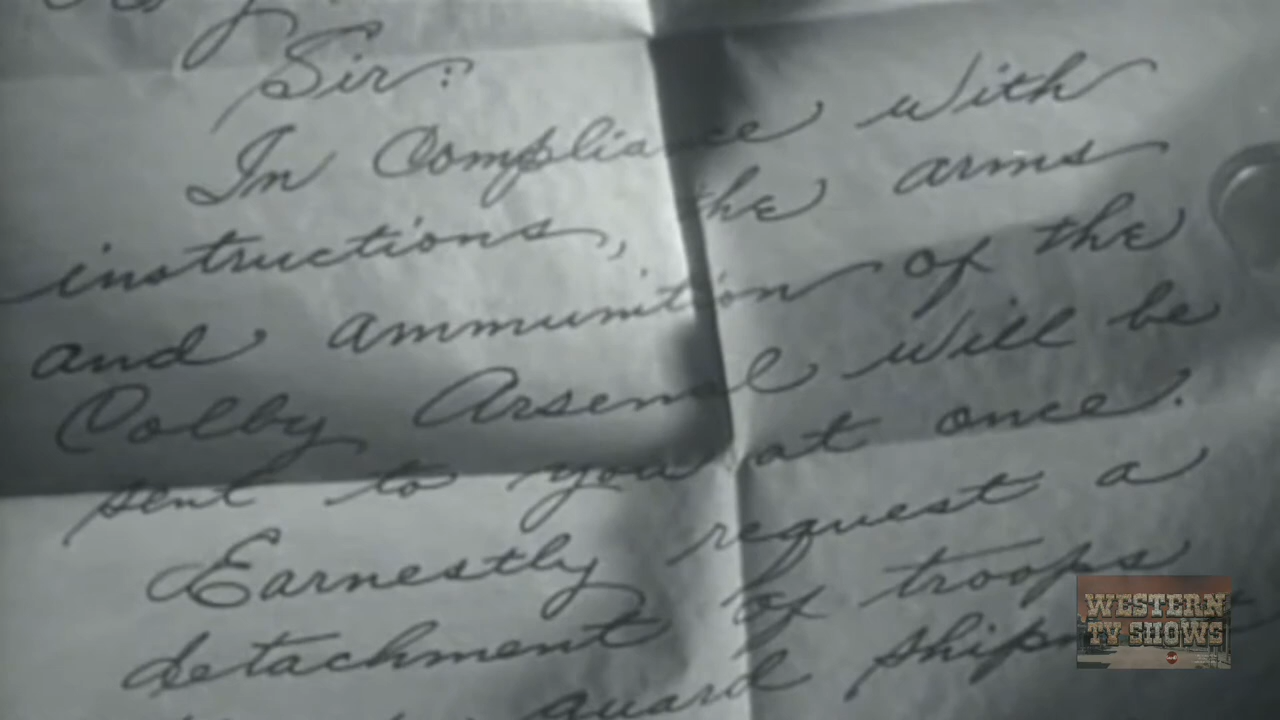 Sir:
In Compliance with
instructions, the arms
and ammunition of the
Colby Arsenal will be
sent to you at once.
Earnestly request a
detachment of troops
guard
WESTERN
TV SHOWS